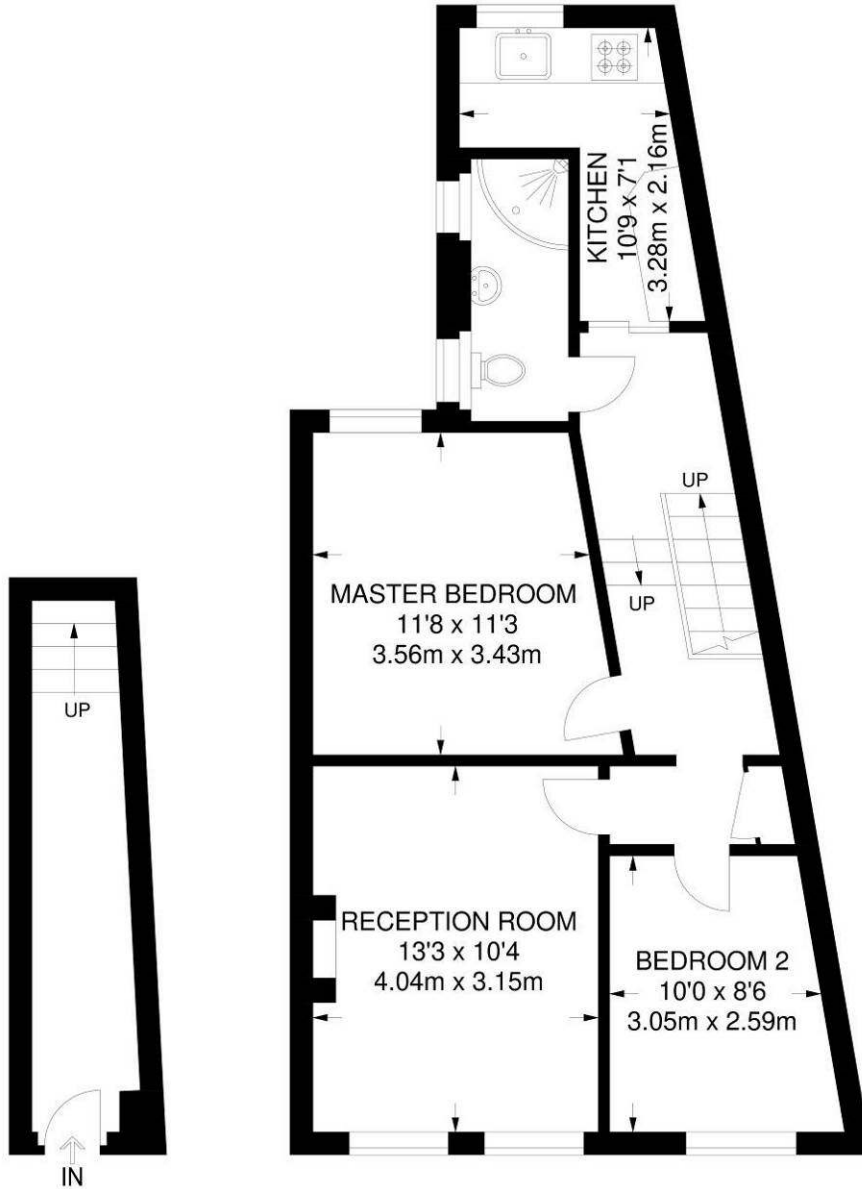 KITCHEN
10'9 x 7'1
3.28m x 2.16m
UP
UP
MASTER BEDROOM
11'8 x 11'3
3.56m x 3.43m
UP
RECEPTION ROOM
13'3 x 10'4
4.04m x 3.15m
BEDROOM 2
10'0 x 8'6
3.05m x 2.59m
IN